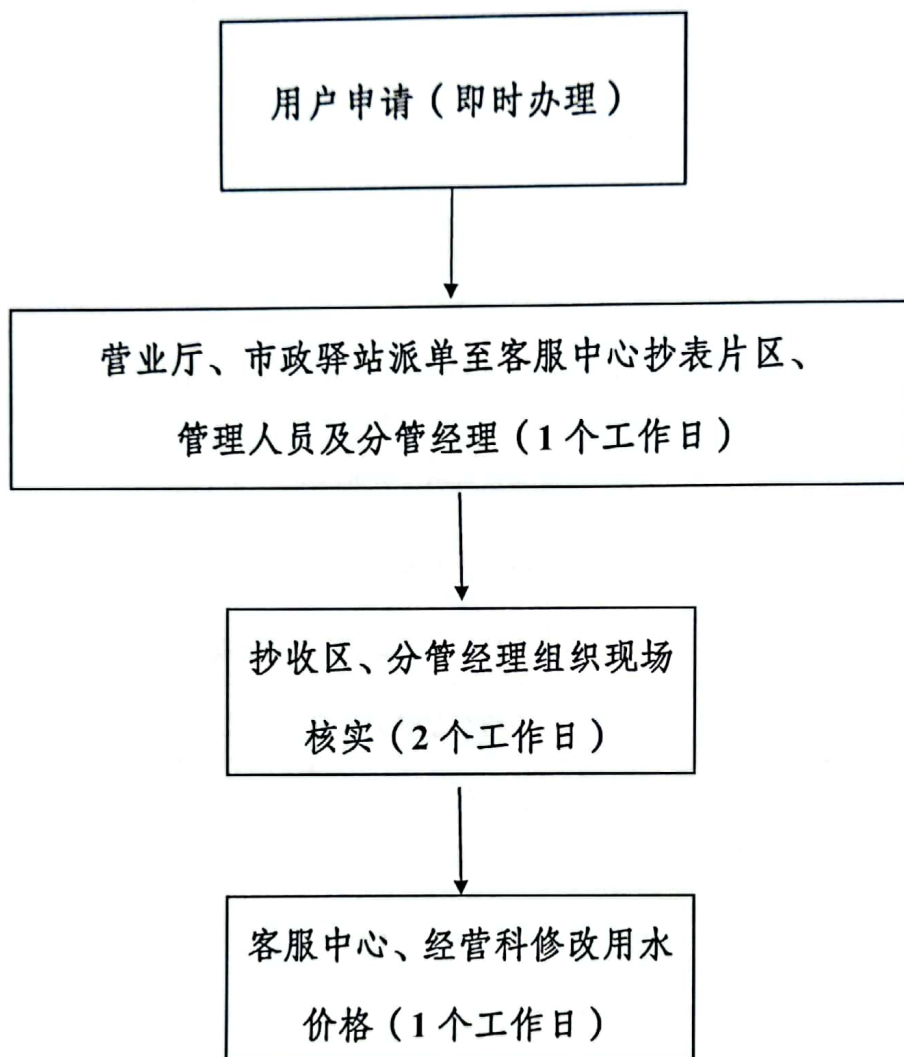 用户申请（即时办理）
营业厅、市政驿站派单至客服中心抄表片区、
管理人员及分管经理（1个工作日）
抄收区、分管经理组织现场
核实（2个工作日）
客服中心、经营科修改用水
价格（1个工作日）